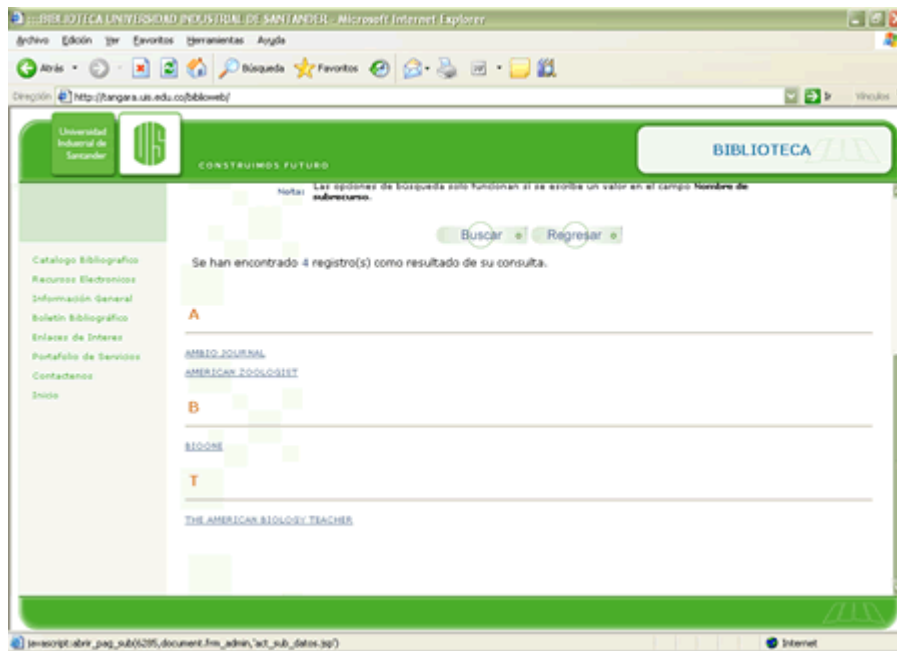 :::BIBLIOTECA UNIVERSIDAD INDUSTRIAL DE SANTANDER - Microsoft Internet Explorer
Archivo Edición Ver Favoritos Herramientas Ayuda
Atrás Búsqueda Favoritos
Dirección http://tangara.uis.edu.co/biblioweb/ Ir Vínculos
Universidad
Industrial de
Santander
UIS
CONSTRUIMOS FUTURO
BIBLIOTECA
Nota: Las opciones de búsqueda solo funcionan si se escribe un valor en el campo Nombre de
subrecurso.
Buscar Regresar
Se han encontrado 4 registro(s) como resultado de su consulta.
Catalogo Bibliografico
Recursos Electronicos
Información General
Boletin Bibliográfico
Enlaces de Interes
Portafolio de Servicios
Contactenos
Inicio
A
AMBIO JOURNAL
AMERICAN ZOOLOGIST
B
BIOONE
T
THE AMERICAN BIOLOGY TEACHER
javascript:abrir_pag_sub(6285,document.frm_admin,'act_sub_datos.jsp') Internet